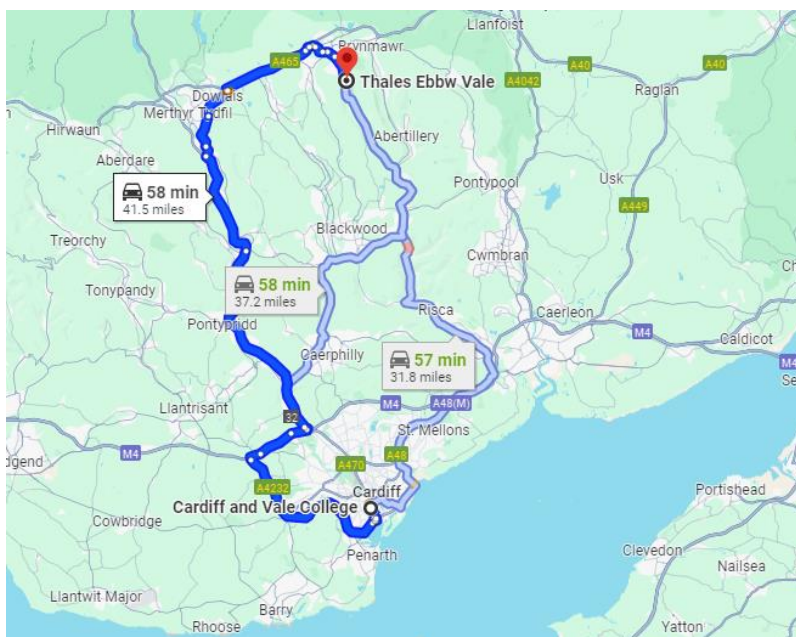 Llanfoist
Brynmawr
A465
A40
A40
A4042
Thales Ebbw Vale
Raglan
Dowlais
Merthyr Tydfil
Hirwaun
Abertillery
Aberdare
Pontypool
Usk
58 min
41.5 miles
A449
Blackwood
Treorchy
Cwmbran
58 min
37.2 miles
Tonypandy
Risca
Caerleon
Pontypridd
M4
Caldicot
Caerphilly
57 min
31.8 miles
M4
Se
Llantrisant
M4
A48(M)
32
St. Mellons
M4
A48
A470
dgend
A4232
Cardiff
Portishead
Cardiff and Vale College
Cowbridge
Penarth
Clevedon
Nailsea
Llantwit Major
Barry
Rhoose
Yatton